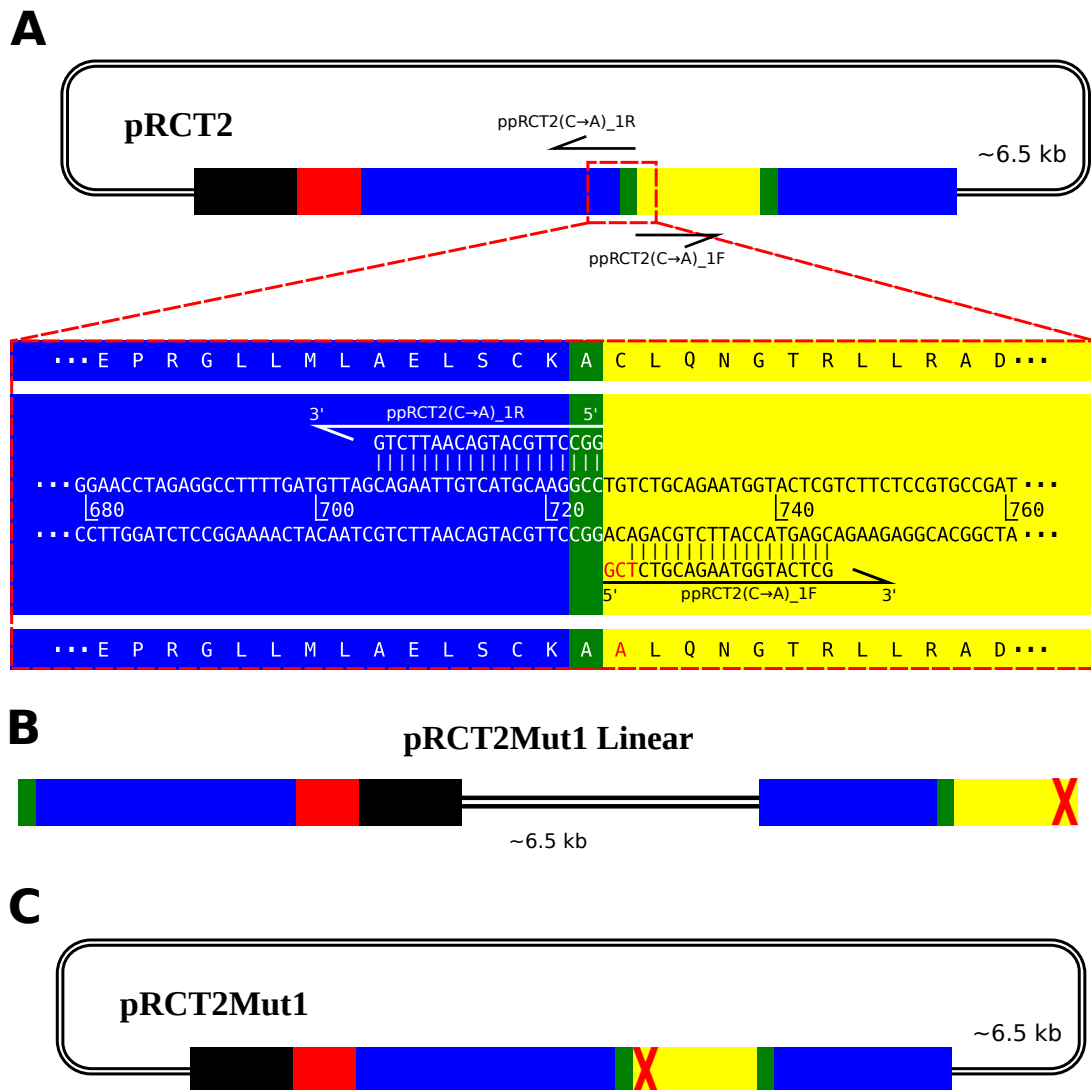 A
pRCT2
ppRCT2(C→A)_1R
~6.5 kb
ppRCT2(C→A)_1F
···E P R G L L M L A E L S C K A C L Q N G T R L L R A D···
3' ppRCT2(C→A)_1R 5'
GTCTTAACAGTACGTTCCGG
···GGAACCTAGAGGCCTTTTGATGTTAGCAGAATTGTCATGCAAGGCCTGTCTGCAGAATGGTACTCGTCTTCTCCGTGCCGAT···
680 700 720 740 760
···CCTTGGATCTCCGGAAAACTACAATCGTCTTAACAGTACGTTCCGGACAGACGTCTTACCATGAGCAGAAGAGGCACGGCTA···
GCTCTGCAGAATGGTACTCG
5' ppRCT2(C→A)_1F 3'
···E P R G L L M L A E L S C K A A L Q N G T R L L R A D···
B
pRCT2Mut1 Linear
~6.5 kb
C
pRCT2Mut1
~6.5 kb